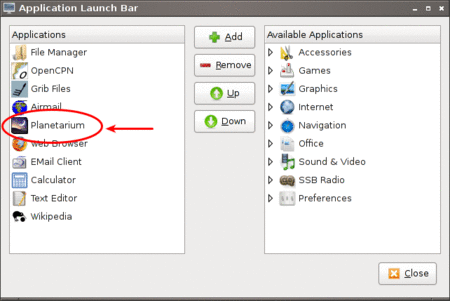 Application Launch Bar
Applications
File Manager
OpenCPN
Grib Files
Airmail
Planetarium
Web Browser
EMail Client
Calculator
Text Editor
Wikipedia
Add
Remove
Up
Down
Available Applications
Accessories
Games
Graphics
Internet
Navigation
Office
Sound & Video
SSB Radio
Preferences
Close